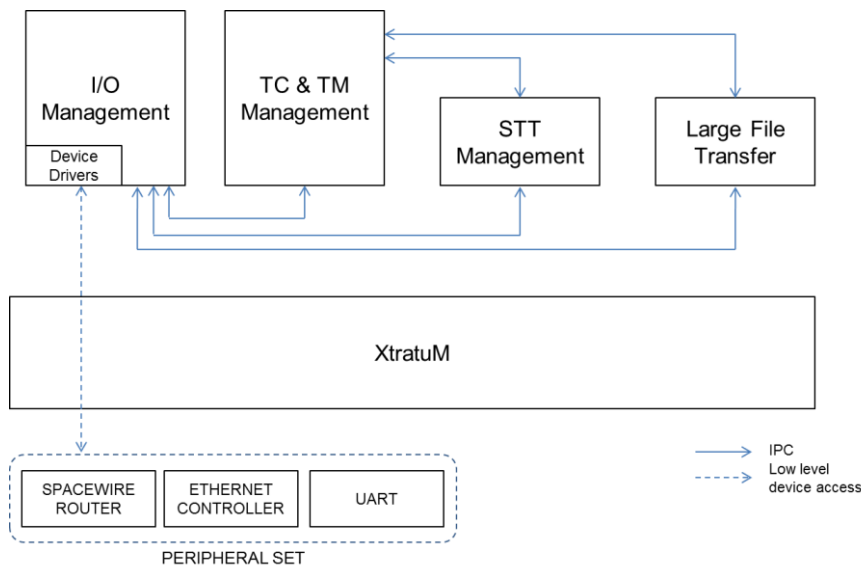 I/O
Management
Device
Drivers
TC & TM
Management
STT
Management
Large File
Transfer
XtratuM
SPACEWIRE
ROUTER
ETHERNET
CONTROLLER
UART
PERIPHERAL SET
IPC
Low level
device access